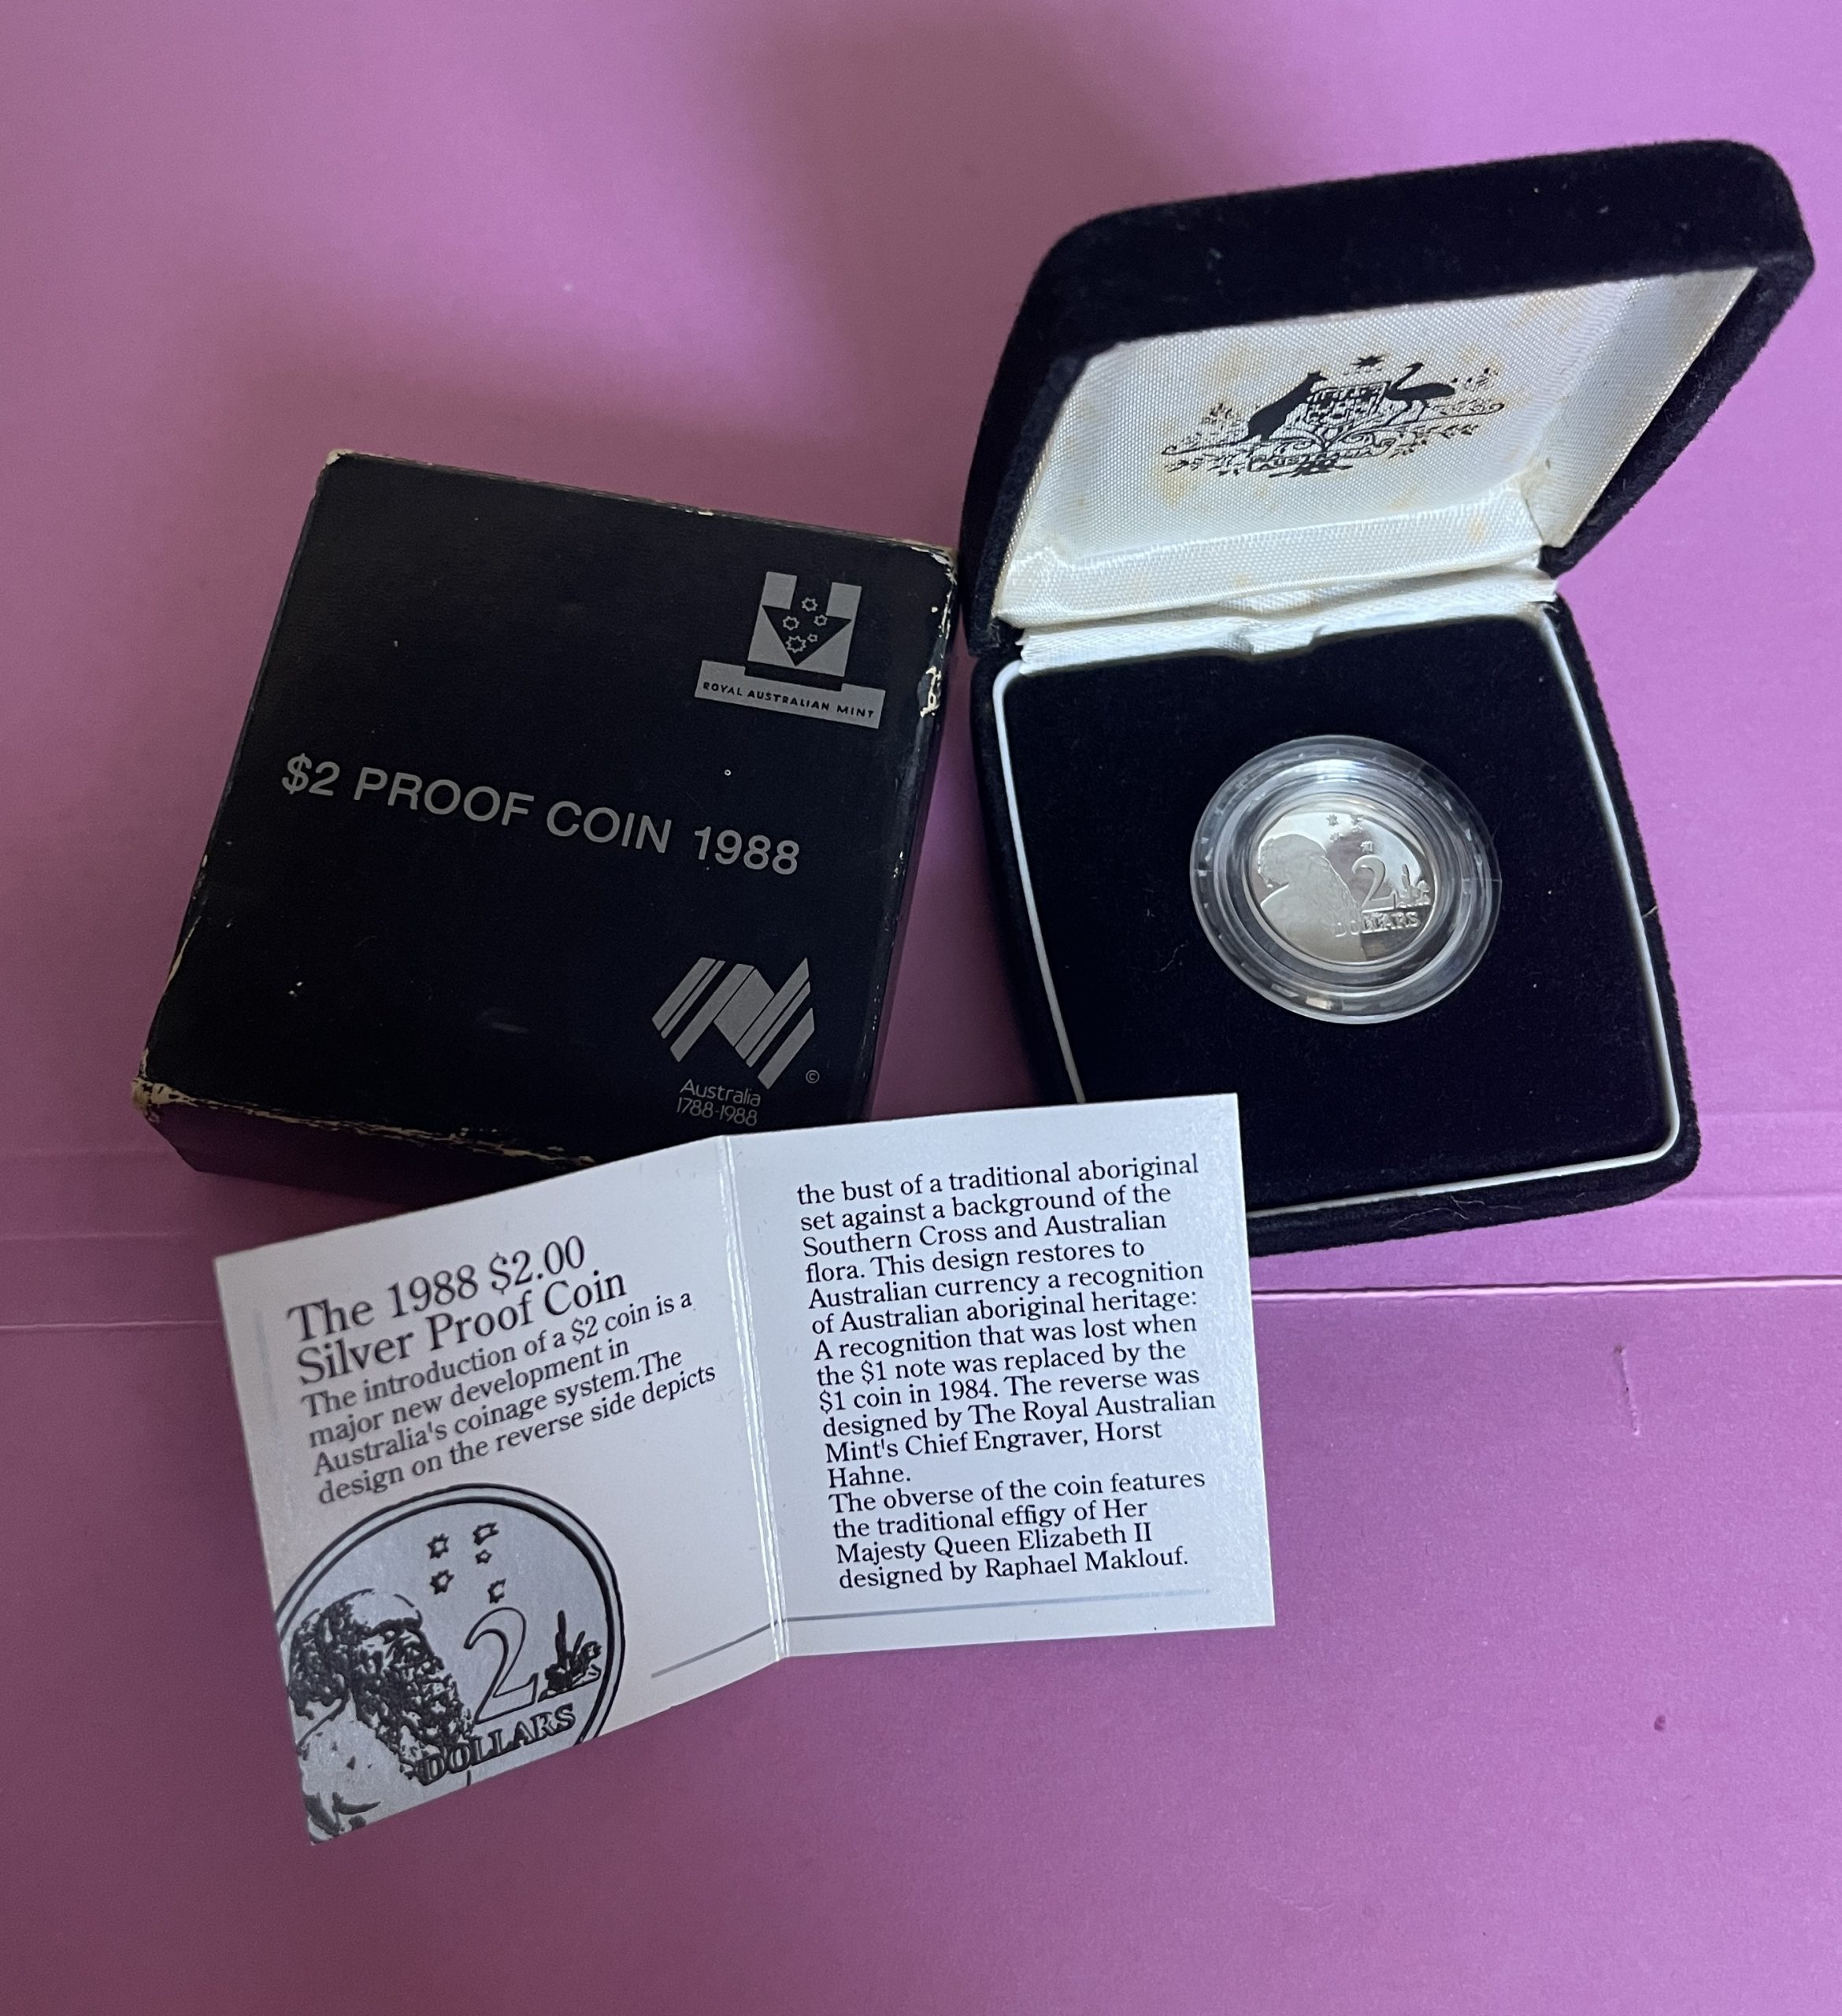 AUSTRALIA
ROYAL AUSTRALIAN MINT
$2 PROOF COIN 1988
©
Australia
1788-1988
2
DOLLARS
The 1988 $2.00
Silver Proof Coin
The introduction of a $2 coin is a
major new development in
Australia's coinage system.The
design on the reverse side depicts
2
DOLLARS
the bust of a traditional aboriginal
set against a background of the
Southern Cross and Australian
flora. This design restores to
Australian currency a recognition
of Australian aboriginal heritage:
A recognition that was lost when
the $1 note was replaced by the
$1 coin in 1984. The reverse was
designed by The Royal Australian
Mint's Chief Engraver, Horst
Hahne.
The obverse of the coin features
the traditional effigy of Her
Majesty Queen Elizabeth II
designed by Raphael Maklouf.